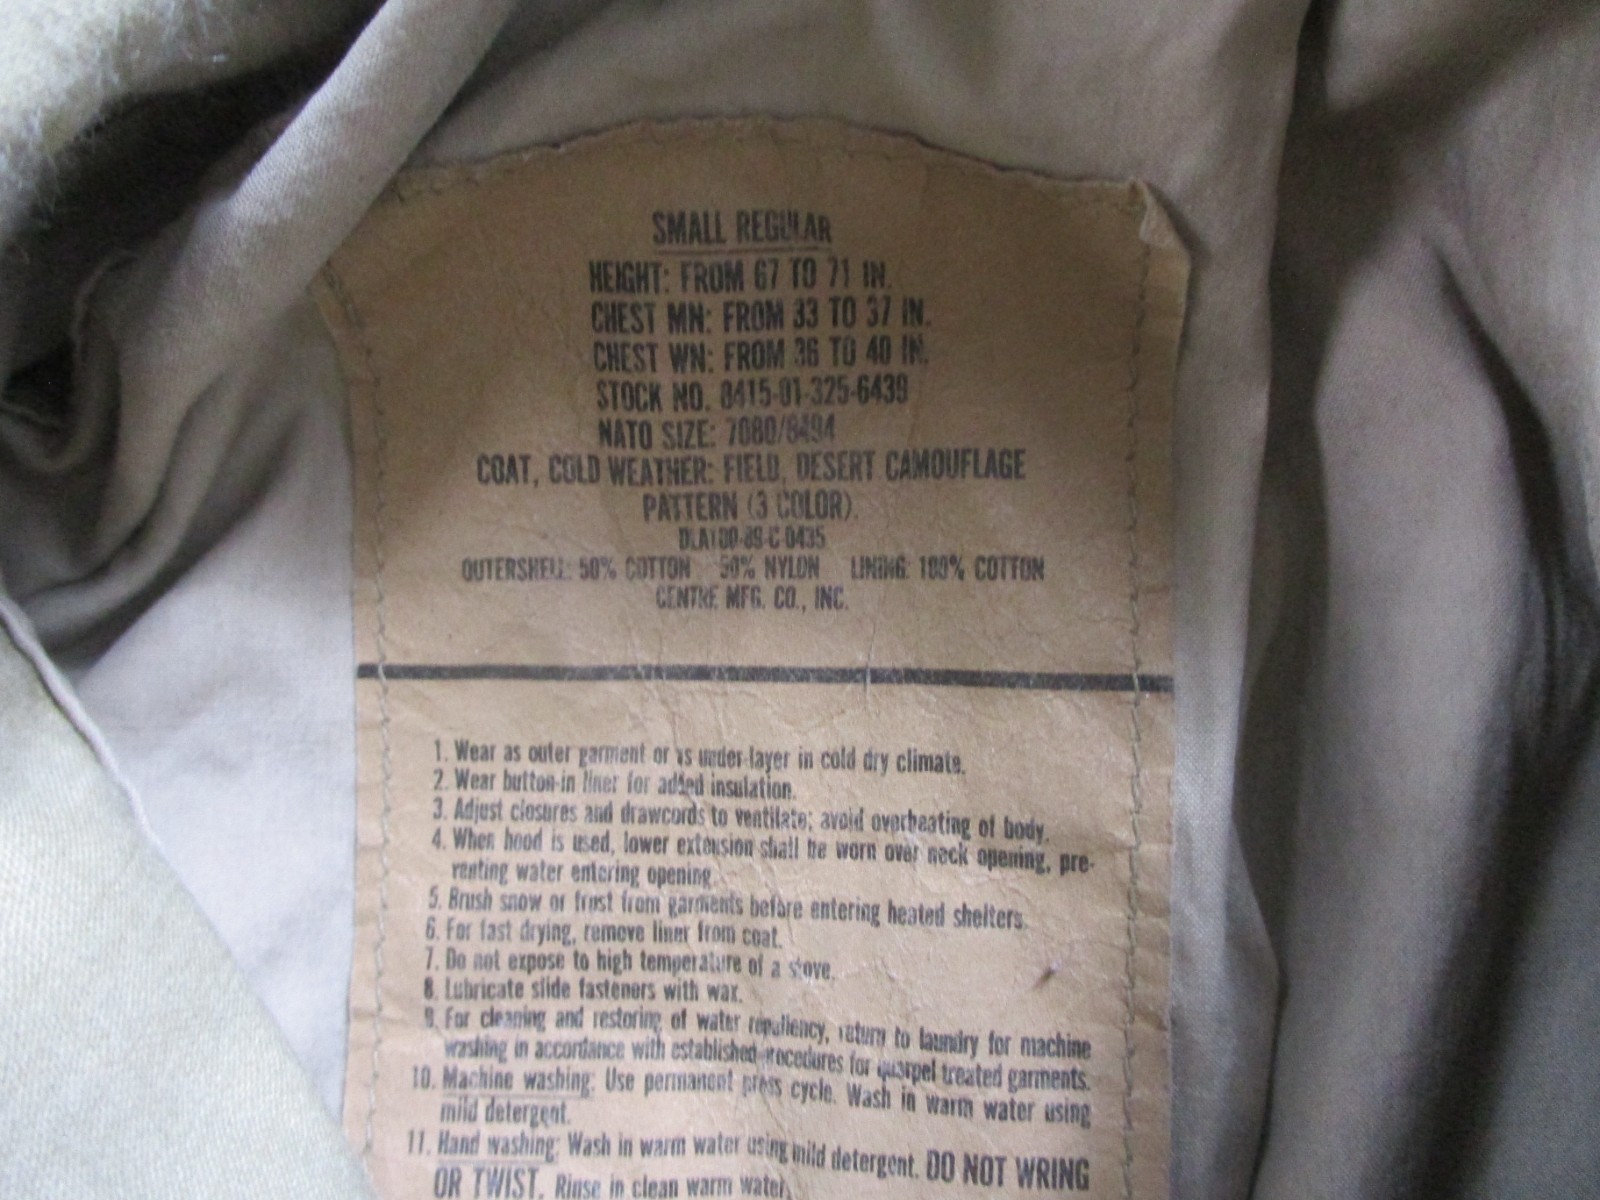 SMALL REGULAR
HEIGHT: FROM 67 TO 71 IN.
CHEST MN: FROM 33 TO 37 IN.
CHEST WN: FROM 36 TO 40 IN.
STOCK NO. 8415-01-325-6439
NATO SIZE: 7080/8494
COAT, COLD WEATHER: FIELD, DESERT CAMOUFLAGE
PATTERN (3 COLOR).
DLA100-89-C-0435
OUTERSHELL: 50% COTTON 50% NYLON LINING: 100% COTTON
CENTRE MFG. CO., INC.
1. Wear as outer garment or as under-layer in cold dry climate.
2. Wear button-in liner for added insulation.
3. Adjust closures and drawcords to ventilate; avoid overheating of body.
4. When hood is used, lower extension shall be worn over neck opening, pre-
venting water entering opening.
5. Brush snow or frost from garments before entering heated shelters.
6. For fast drying, remove liner from coat.
7. Do not expose to high temperature of a stove.
8. Lubricate slide fasteners with wax.
9. For cleaning and restoring of water repellency, return to laundry for machine
washing in accordance with established procedures for quarpel treated garments.
10. Machine washing: Use permanent press cycle. Wash in warm water using
mild detergent.
11. Hand washing: Wash in warm water using mild detergent. DO NOT WRING
OR TWIST. Rinse in clean warm water.